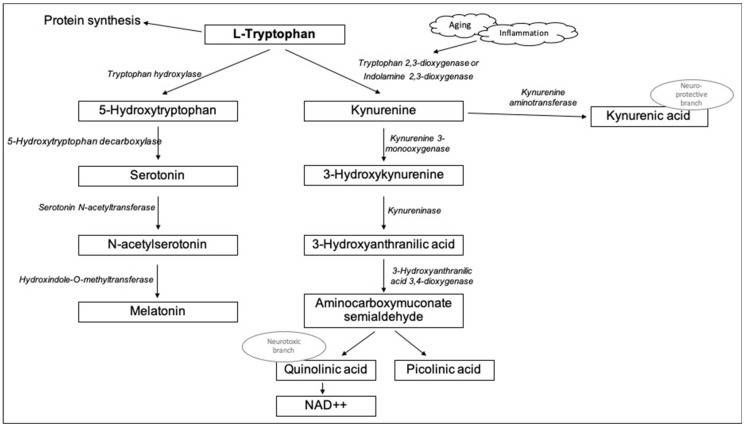 Protein synthesis
L-Tryptophan
Aging
Inflammation
Tryptophan hydroxylase
Tryptophan 2,3-dioxygenase or
Indolamine 2,3-dioxygenase
Kynurenine
aminotransferase
Neuro-
protective
branch
5-Hydroxytryptophan
Kynurenine
Kynurenic acid
5-Hydroxytryptophan decarboxylase
Kynurenine 3-
monooxygenase
Serotonin
3-Hydroxykynurenine
Serotonin N-acetyltransferase
Kynureninase
N-acetylserotonin
3-Hydroxyanthranilic acid
Hydroxindole-O-methyltransferase
3-Hydroxyanthranilic
acid 3,4-dioxygenase
Melatonin
Aminocarboxymuconate
semialdehyde
Neurotoxic
branch
Quinolinic acid
Picolinic acid
NAD++